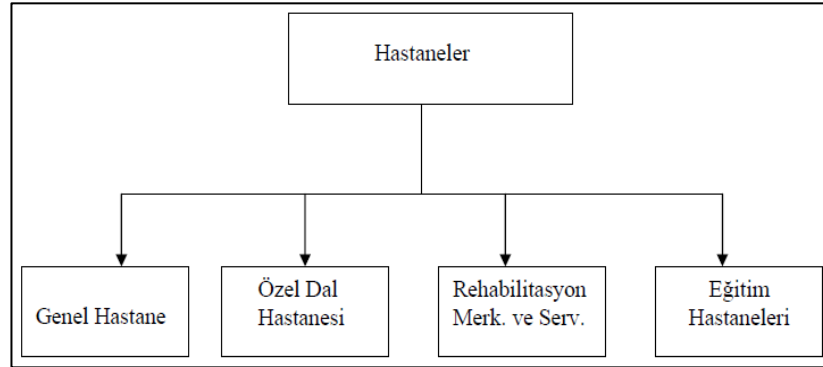 Hastaneler
Genel Hastane
Özel Dal
Hastanesi
Rehabilitasyon
Merk. ve Serv.
Eğitim
Hastaneleri